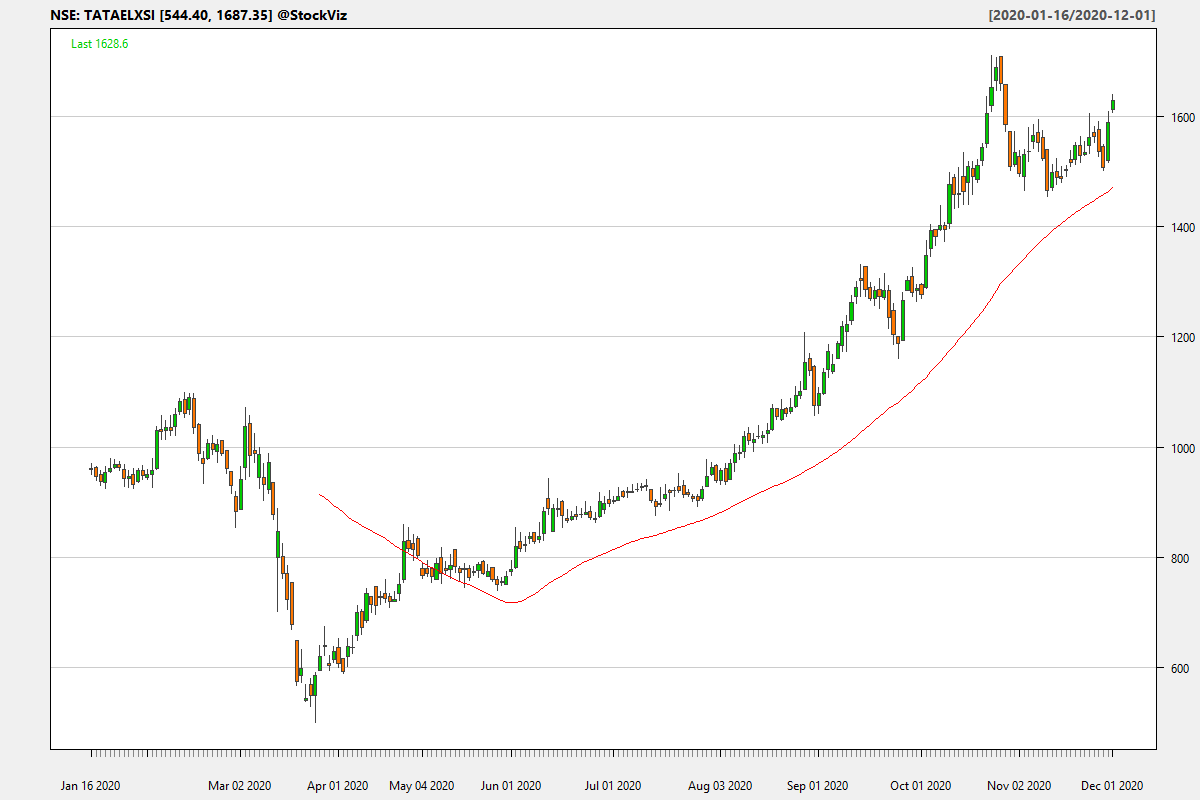 NSE: TATAELXSI [544.40, 1687.35] @StockViz
[2020-01-16/2020-12-01]
Last 1628.6
1600
1400
1200
1000
800
600
Jan 16 2020 Mar 02 2020 Apr 01 2020 May 04 2020 Jun 01 2020 Jul 01 2020 Aug 03 2020 Sep 01 2020 Oct 01 2020 Nov 02 2020 Dec 01 2020